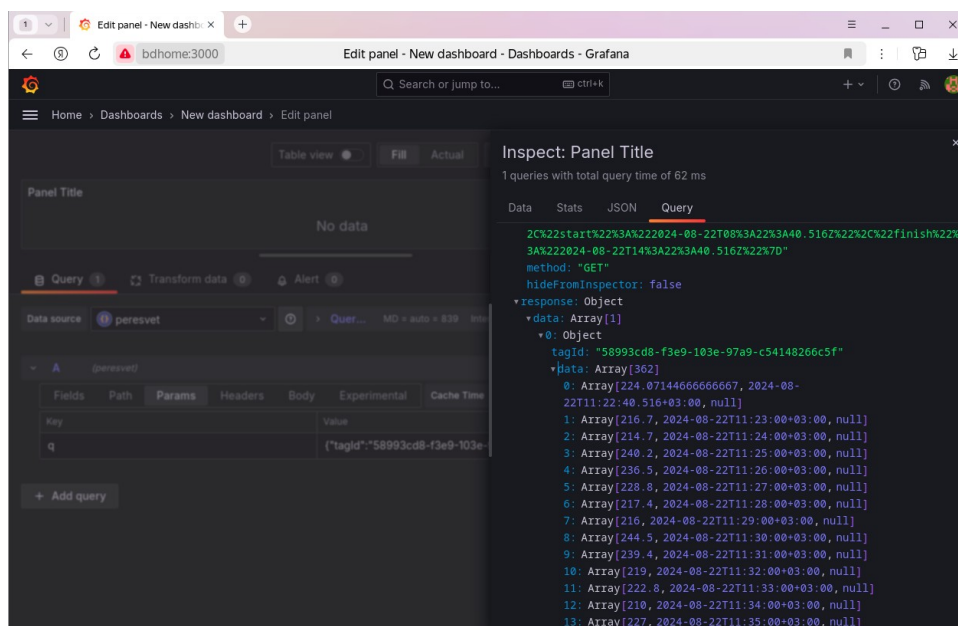 1
Edit panel - New dashbo
bdhome:3000
Edit panel - New dashboard - Dashboards - Grafana
Search or jump to...
ctrl+k
Home › Dashboards › New dashboard › Edit panel
Table view
Fill
Actual
Panel Title
No data
Query 1
Transform data 0
Alert 0
Data source
peresvet
Quer...
MD = auto = 839
A
(peresvet)
Fields
Path
Params
Headers
Body
Experimental
Cache Time
Key
Value
q
{"tagId":"58993cd8-f3e9-103e-
+ Add query
Inspect: Panel Title
1 queries with total query time of 62 ms
Data
Stats
JSON
Query
2C%22start%22%3A%222024-08-22T08%3A22%3A40.516Z%22%2C%22finish%22%
3A%222024-08-22T14%3A22%3A40.516Z%22%7D"
method: "GET"
hideFromInspector: false
response: Object
data: Array[1]
0: Object
tagId: "58993cd8-f3e9-103e-97a9-c54148266c5f"
data: Array[362]
0: Array[224.07144666666667, 2024-08-
22T11:22:40.516+03:00, null]
1: Array[216.7, 2024-08-22T11:23:00+03:00, null]
2: Array[214.7, 2024-08-22T11:24:00+03:00, null]
3: Array[240.2, 2024-08-22T11:25:00+03:00, null]
4: Array[236.5, 2024-08-22T11:26:00+03:00, null]
5: Array[228.8, 2024-08-22T11:27:00+03:00, null]
6: Array[217.4, 2024-08-22T11:28:00+03:00, null]
7: Array[216, 2024-08-22T11:29:00+03:00, null]
8: Array[244.5, 2024-08-22T11:30:00+03:00, null]
9: Array[239.4, 2024-08-22T11:31:00+03:00, null]
10: Array[219, 2024-08-22T11:32:00+03:00, null]
11: Array[222.8, 2024-08-22T11:33:00+03:00, null]
12: Array[210, 2024-08-22T11:34:00+03:00, null]
13: Array[227, 2024-08-22T11:35:00+03:00, null]